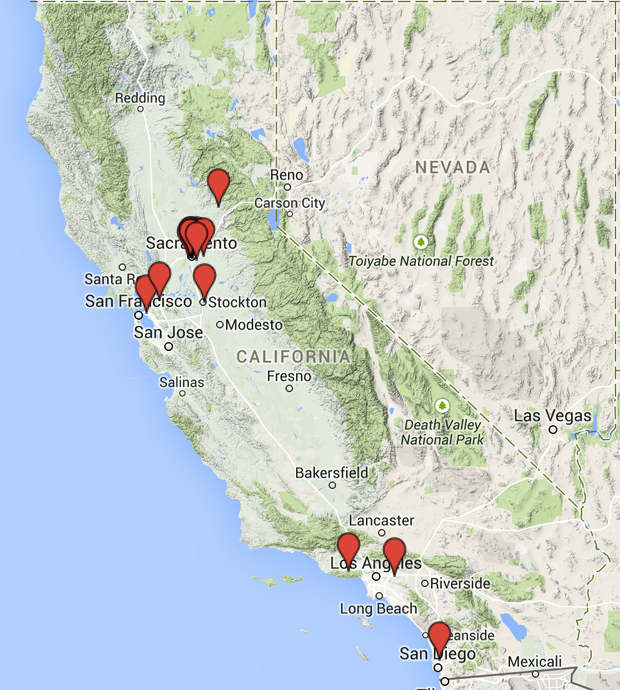 Redding
Reno
NEVADA
Carson City
Sacramento
Toiyabe National Forest
Santa R
San Francisco
Stockton
Modesto
San Jose
CALIFORNIA
Fresno
Salinas
Las Vegas
Death Valley
National Park
Bakersfield
Lancaster
Los Angeles
Riverside
Long Beach
eanside
San Diego
Mexicali